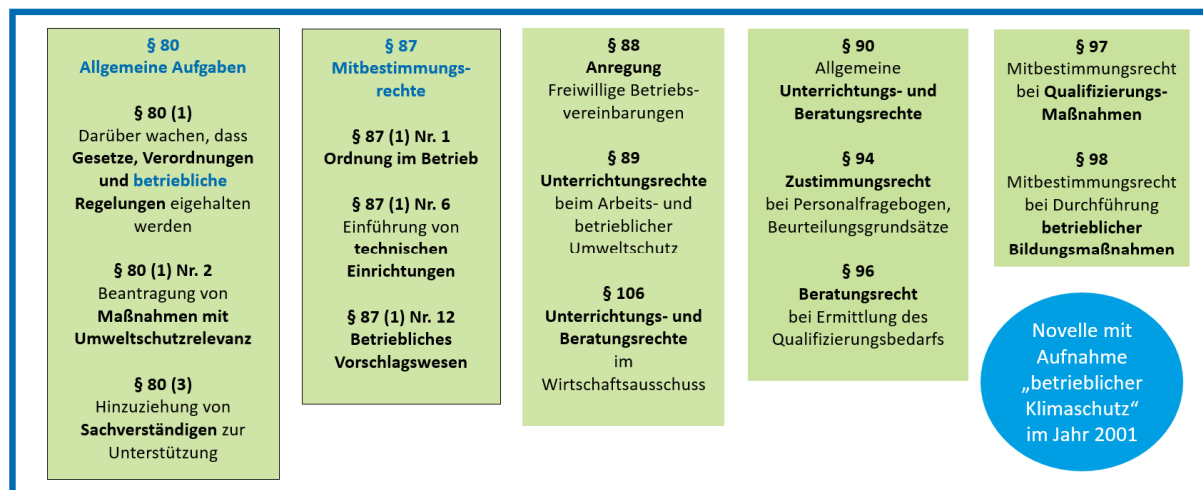 § 80
Allgemeine Aufgaben
§ 80 (1)
Darüber wachen, dass
Gesetze, Verordnungen
und betriebliche
Regelungen eigehalten
werden
§ 80 (1) Nr. 2
Beantragung von
Maßnahmen mit
Umweltschutzrelevanz
§ 80 (3)
Hinzuziehung von
Sachverständigen zur
Unterstützung
§ 87
Mitbestimmungs-
rechte
§ 87 (1) Nr. 1
Ordnung im Betrieb
§ 87 (1) Nr. 6
Einführung von
technischen
Einrichtungen
§ 87 (1) Nr. 12
Betriebliches
Vorschlagswesen
§ 88
Anregung
Freiwillige Betriebs-
vereinbarungen
§ 89
Unterrichtungsrechte
beim Arbeits- und
betrieblicher
Umweltschutz
§ 106
Unterrichtungs- und
Beratungsrechte
im
Wirtschaftsausschuss
§ 90
Allgemeine
Unterrichtungs- und
Beratungsrechte
§ 94
Zustimmungsrecht
bei Personalfragebogen,
Beurteilungsgrundsätze
§ 96
Beratungsrecht
bei Ermittlung des
Qualifizierungsbedarfs
§ 97
Mitbestimmungsrecht
bei Qualifizierungs-
Maßnahmen
§ 98
Mitbestimmungsrecht
bei Durchführung
betrieblicher
Bildungsmaßnahmen
Novelle mit
Aufnahme
„betrieblicher
Klimaschutz“
im Jahr 2001